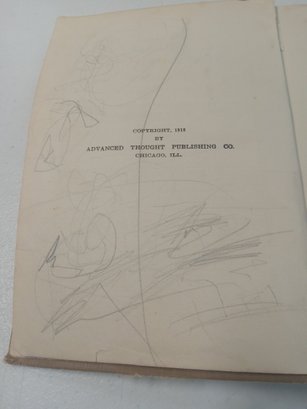 COPYRIGHT, 1918
BY
ADVANCED THOUGHT PUBLISHING CO.
CHICAGO, ILL.